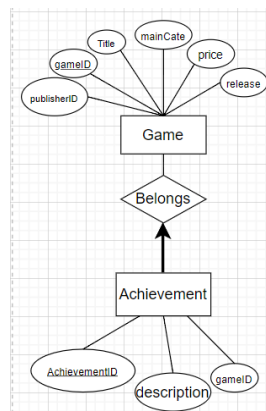 mainCate
Title
price
gameID
release
publisherID
Game
Belongs
Achievement
AchievementID
description
gameID